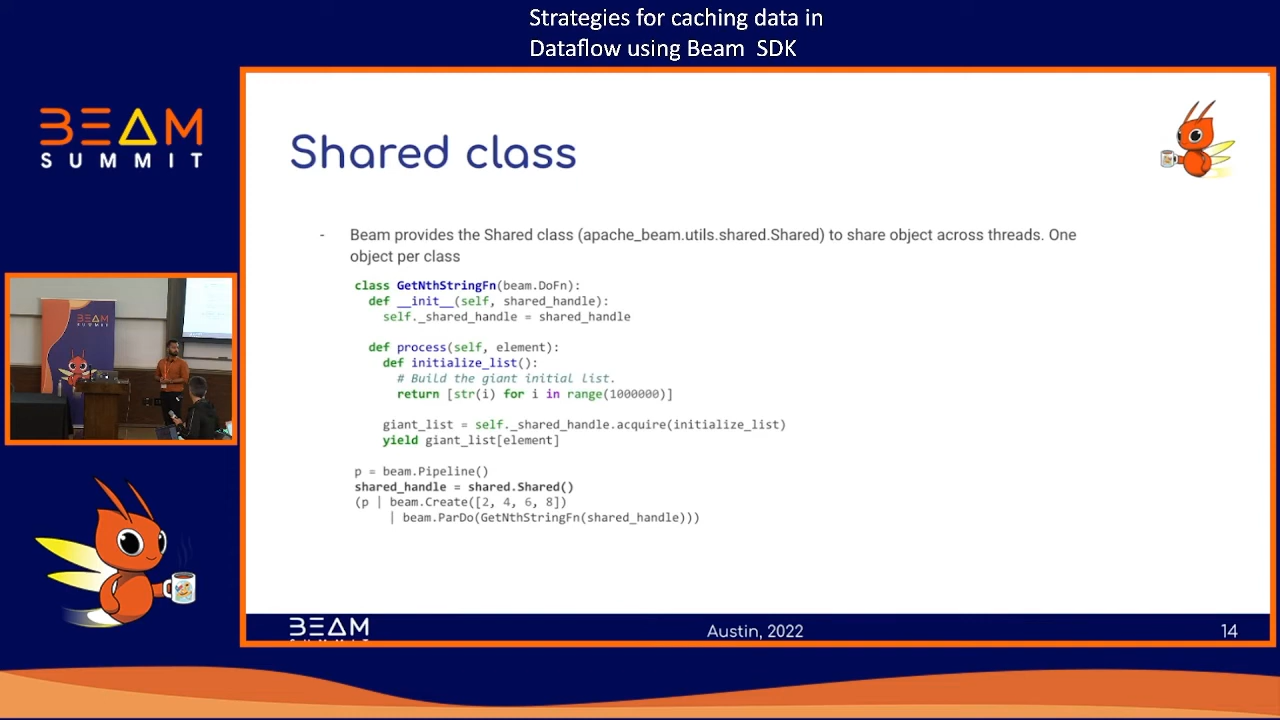 Strategies for caching data in
Dataflow using Beam SDK
BEAM
SUMMIT
Shared class
- Beam provides the Shared class (apache_beam.utils.shared.Shared) to share object across threads. One
object per class
class GetNthStringFn(beam.DoFn):
def __init__(self, shared_handle):
self._shared_handle = shared_handle
def process(self, element):
def initialize_list():
# Build the giant initial list.
return [str(i) for i in range(1000000)]
giant_list = self._shared_handle.acquire(initialize_list)
yield giant_list[element]
p = beam.Pipeline()
shared_handle = shared.Shared()
(p | beam.Create([2, 4, 6, 8])
| beam.ParDo(GetNthStringFn(shared_handle)))
BEAM
SUMMIT
BEAM
Austin, 2022
14